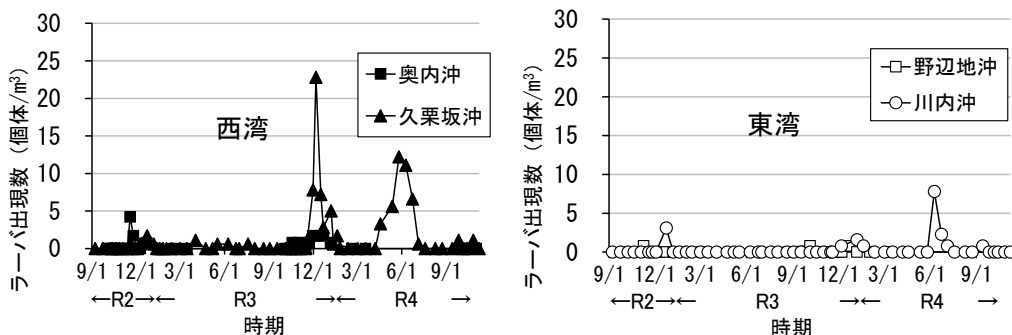 30
25
20
15
10
5
0
ラーバ出現数（個体/m³）
奥内沖
久栗坂沖
西湾
9/1 12/1 3/1 6/1 9/1 12/1 3/1 6/1 9/1
←R2→← R3 →← R4 →
時期
30
25
20
15
10
5
0
ラーバ出現数（個体/m³）
野辺地沖
川内沖
東湾
9/1 12/1 3/1 6/1 9/1 12/1 3/1 6/1 9/1
←R2→← R3 →← R4 →
時期